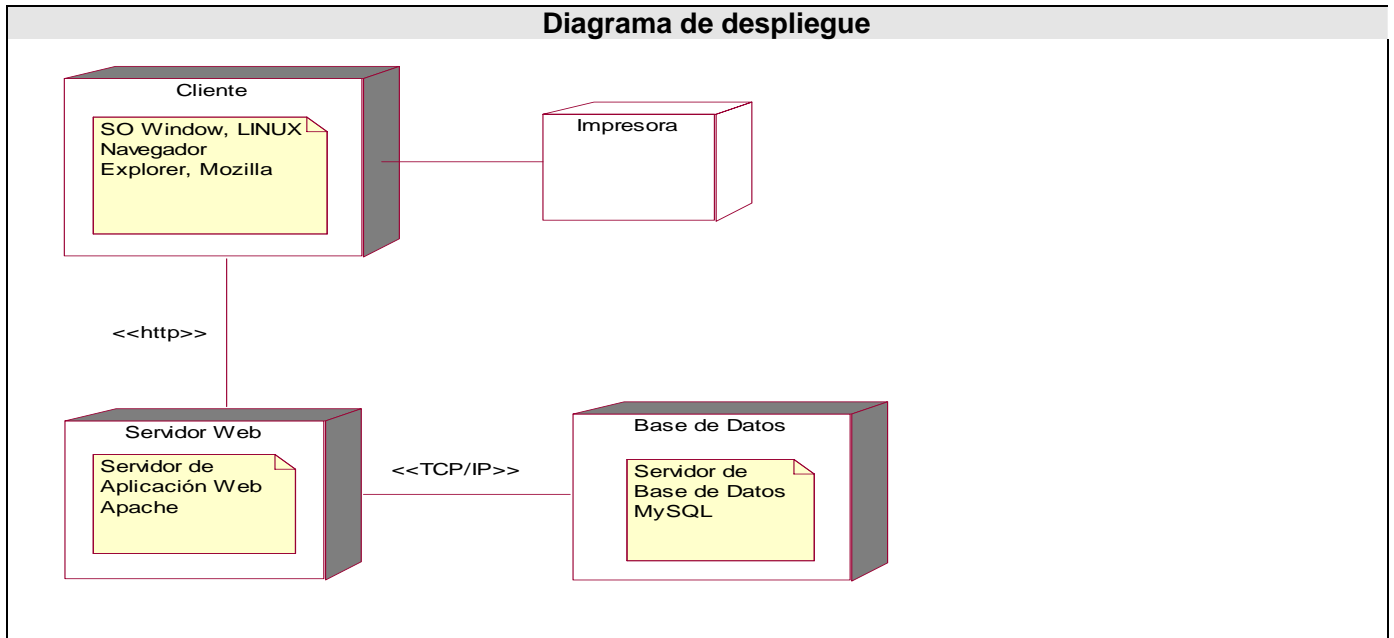 Diagrama de despliegue
Cliente
SO Window, LINUX
Navegador
Explorer, Mozilla
Impresora
<<http>>
Servidor Web
Servidor de
Aplicación Web
Apache
<<TCP/IP>>
Base de Datos
Servidor de
Base de Datos
MySQL